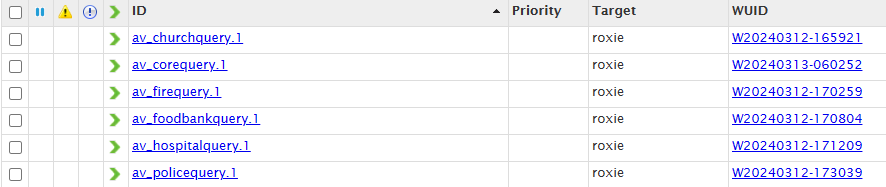 ID Priority Target WUID
av_churchquery.1 roxie W20240312-165921
av_corequery.1 roxie W20240313-060252
av_firequery.1 roxie W20240312-170259
av_foodbankquery.1 roxie W20240312-170804
av_hospitalquery.1 roxie W20240312-171209
av_policequery.1 roxie W20240312-173039